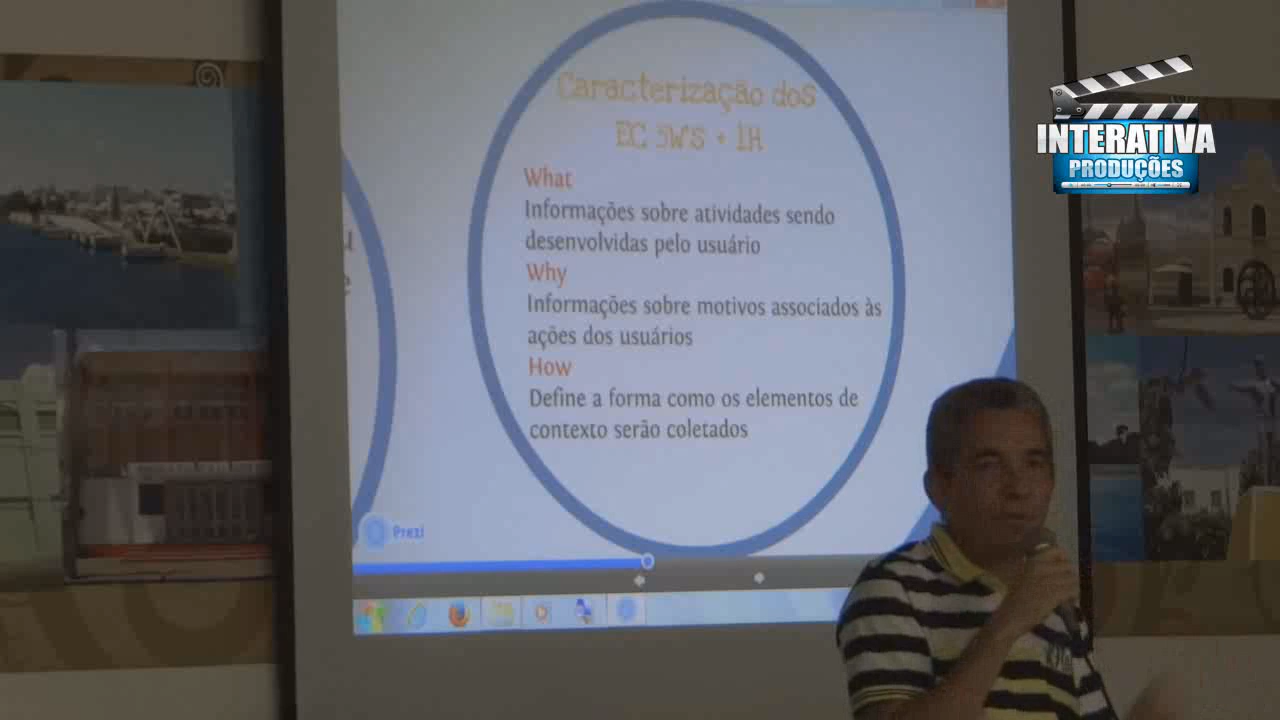 Caracterização dos
EC 5W's + 1H
What
Informações sobre atividades sendo
desenvolvidas pelo usuário
Why
Informações sobre motivos associados às
ações dos usuários
How
Define a forma como os elementos de
contexto serão coletados
Prezi
INTERATIVA
PRODUÇÕES